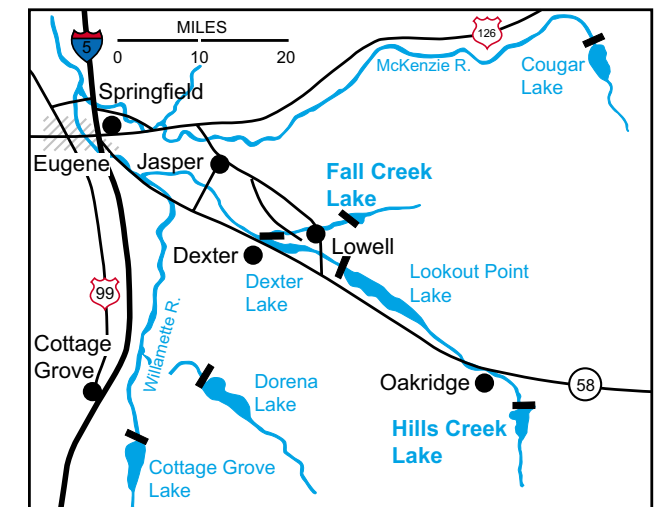 MILES
0 10 20
5
126
McKenzie R.
Cougar
Lake
Springfield
Eugene
Jasper
Fall Creek
Lake
Dexter
Lowell
Dexter
Lake
Lookout Point
Lake
99
Willamette R.
Cottage
Grove
Dorena
Lake
Oakridge
58
Hills Creek
Lake
Cottage Grove
Lake